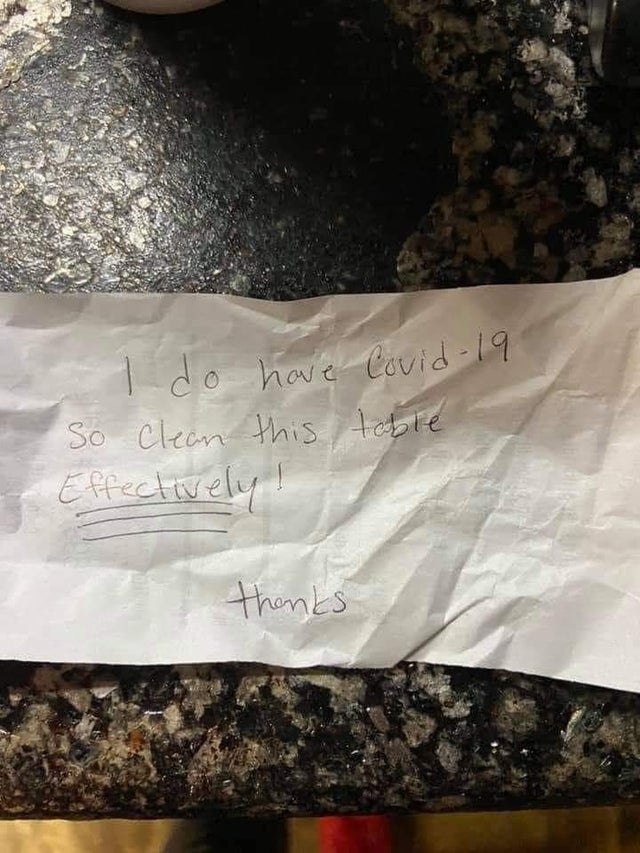 I do have Covid-19
So Clean this table
Effectively!
thanks